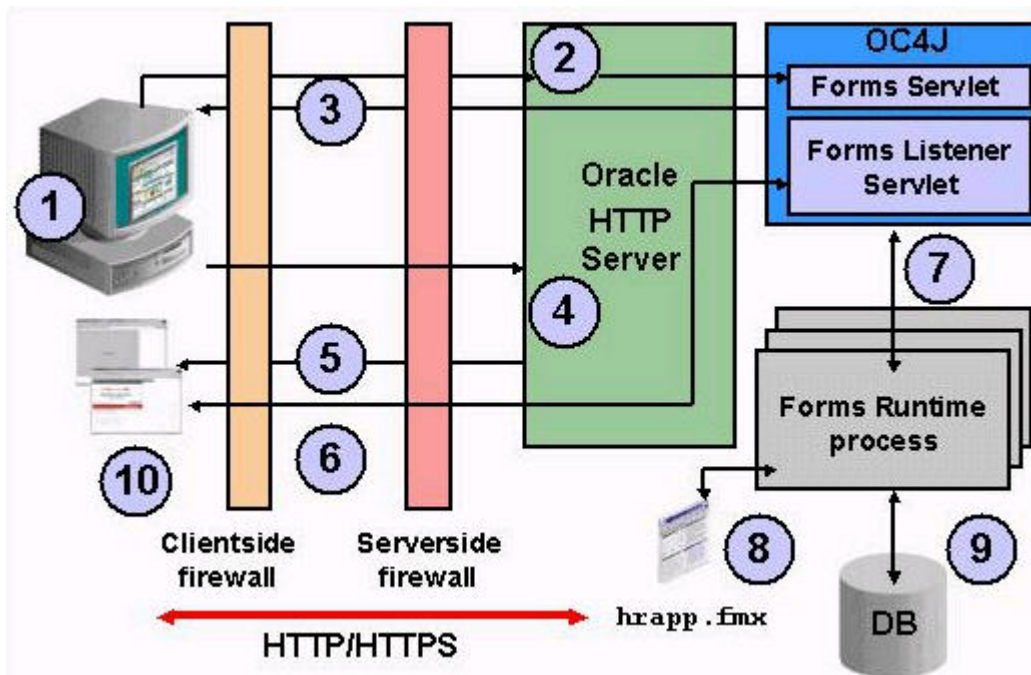 2
OC4J
Forms Servlet
3
Forms Listener
Servlet
1
Oracle
HTTP
Server
7
4
5
Forms Runtime
process
6
10
8
9
Clientside
firewall
Serverside
firewall
hrapp.fmx
DB
HTTP/HTTPS